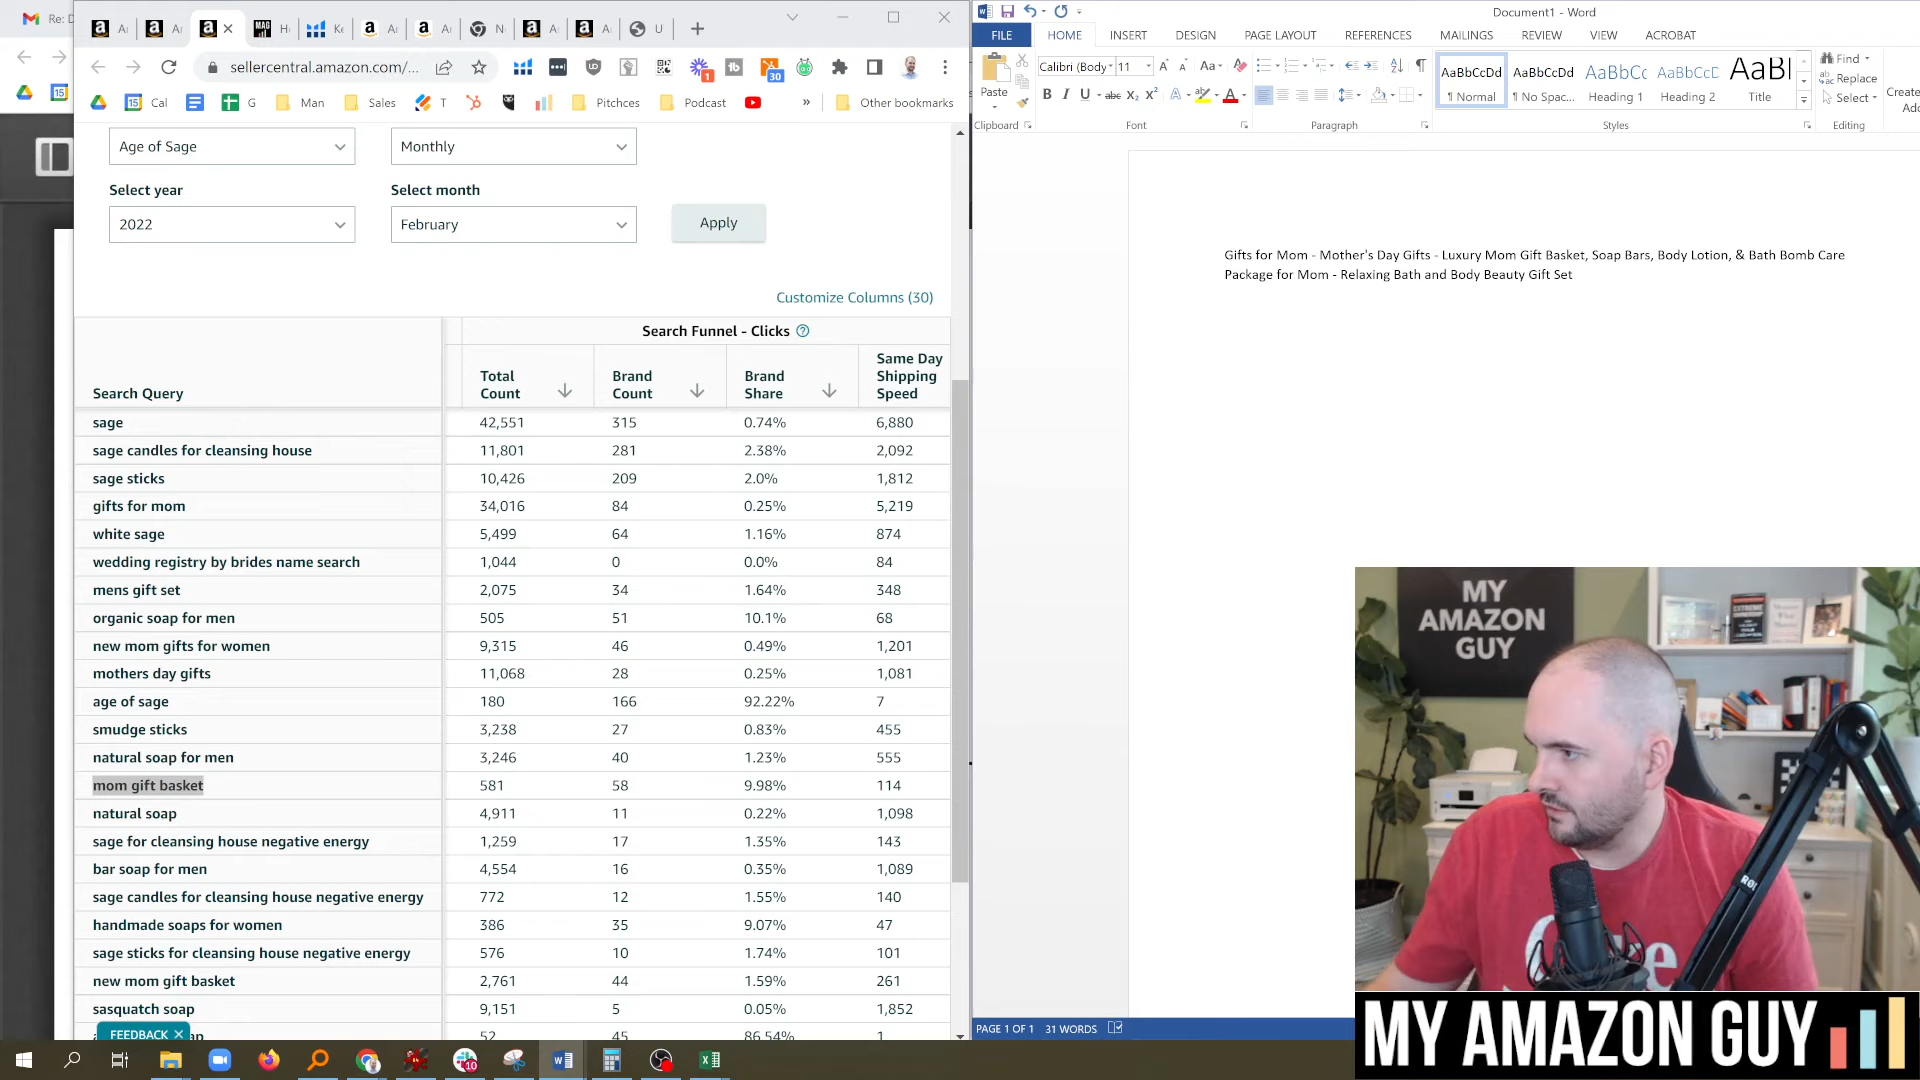 Re: D
sellercentral.amazon.com/...
1
30
15
Cal
G
Man
Sales
T
Pitchces
Podcast
»
Other bookmarks
Age of Sage
Monthly
Select year
Select month
2022
February
Apply
Customize Columns (30)
Search Funnel - Clicks
Search Query
Total Count
Brand Count
Brand Share
Same Day Shipping Speed
sage 42,551 315 0.74% 6,880
sage candles for cleansing house 11,801 281 2.38% 2,092
sage sticks 10,426 209 2.0% 1,812
gifts for mom 34,016 84 0.25% 5,219
white sage 5,499 64 1.16% 874
wedding registry by brides name search 1,044 0 0.0% 84
mens gift set 2,075 34 1.64% 348
organic soap for men 505 51 10.1% 68
new mom gifts for women 9,315 46 0.49% 1,201
mothers day gifts 11,068 28 0.25% 1,081
age of sage 180 166 92.22% 7
smudge sticks 3,238 27 0.83% 455
natural soap for men 3,246 40 1.23% 555
mom gift basket 581 58 9.98% 114
natural soap 4,911 11 0.22% 1,098
sage for cleansing house negative energy 1,259 17 1.35% 143
bar soap for men 4,554 16 0.35% 1,089
sage candles for cleansing house negative energy 772 12 1.55% 140
handmade soaps for women 386 35 9.07% 47
sage sticks for cleansing house negative energy 576 10 1.74% 101
new mom gift basket 2,761 44 1.59% 261
sasquatch soap 9,151 5 0.05% 1,852
52 45 86.54% 1
FEEDBACK
Document1 - Word
FILE HOME INSERT DESIGN PAGE LAYOUT REFERENCES MAILINGS REVIEW VIEW ACROBAT
Paste
Calibri (Body 11
AaBbCcDd AaBbCcDd AaBbCc AaBbCcC AaBl
¶ Normal ¶ No Spac... Heading 1 Heading 2 Title
Find
Replace
Select
Create
Clipboard Font Paragraph Styles Editing
Gifts for Mom - Mother's Day Gifts - Luxury Mom Gift Basket, Soap Bars, Body Lotion, & Bath Bomb Care
Package for Mom - Relaxing Bath and Body Beauty Gift Set
PAGE 1 OF 1 31 WORDS
MY
AMAZON
GUY
EXTREME
RODE
MY AMAZON GUY
10